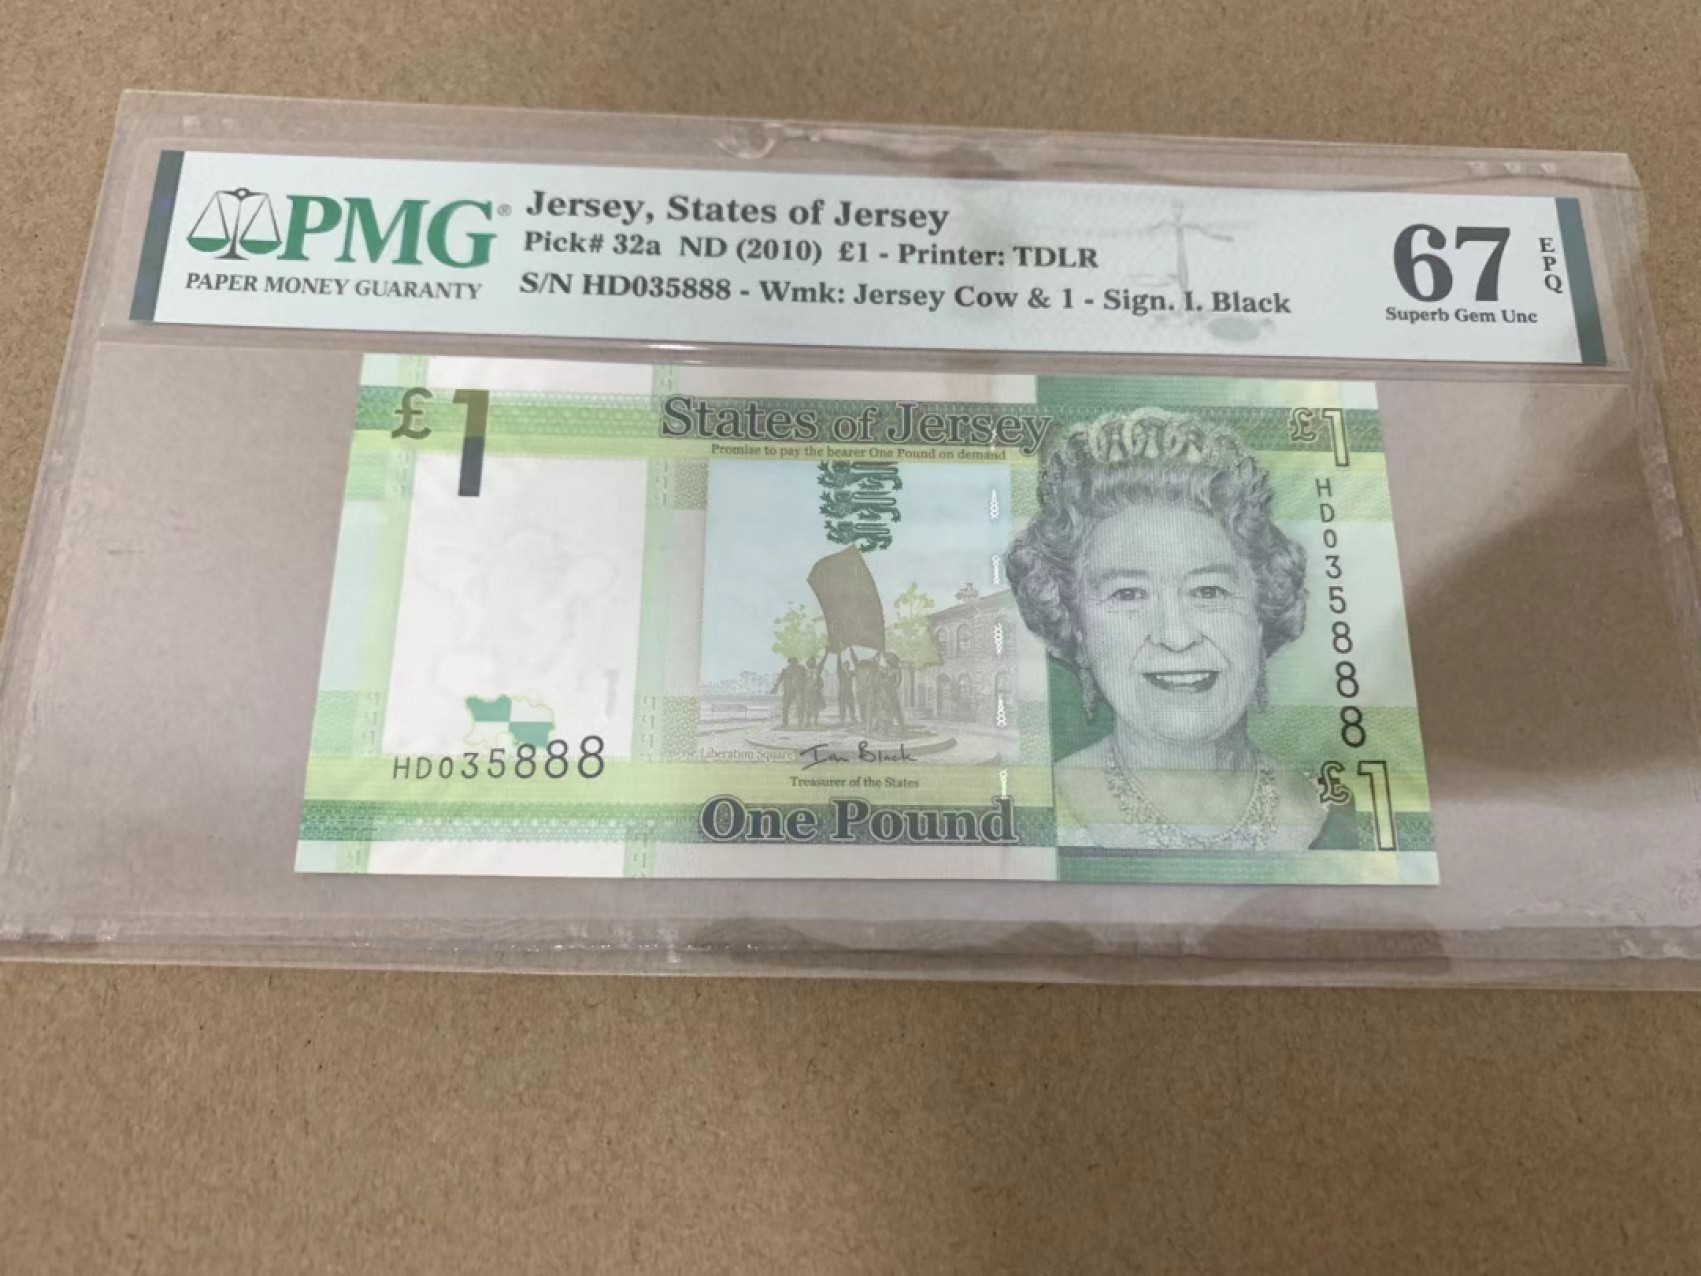 PMG®
PAPER MONEY GUARANTY
Jersey, States of Jersey
Pick# 32a ND (2010) £1 - Printer: TDLR
S/N HD035888 - Wmk: Jersey Cow & 1 - Sign. I. Black
67
EPQ
Superb Gem Unc
£1
States of Jersey
Promise to pay the bearer One Pound on demand
£1
HD035888
1
Liberation Square
Ian Black
HD035888
Treasurer of the States
One Pound
£1